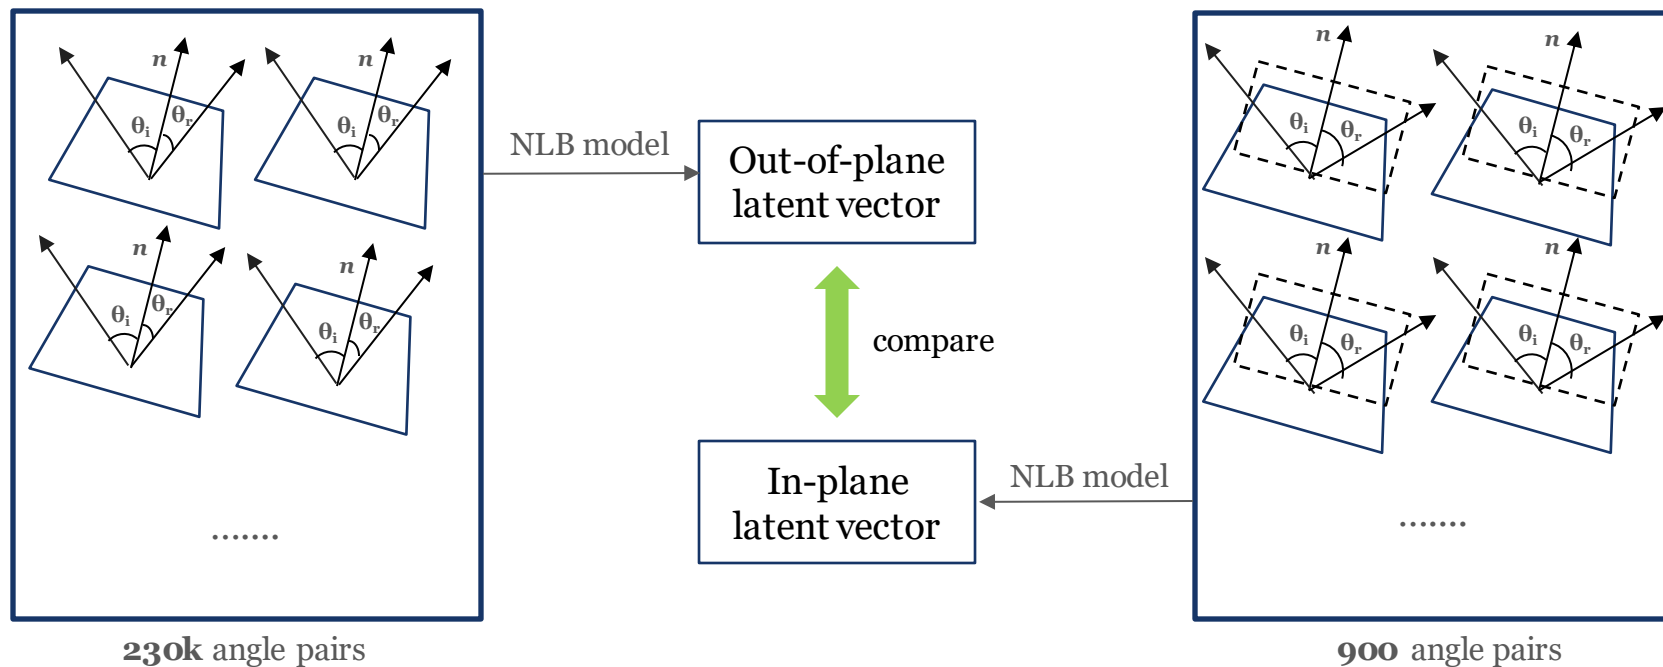 n
θi
θr
n
θi
θr
n
θi
θr
n
θi
θr
.......
230k angle pairs
NLB model
Out-of-plane
latent vector
compare
In-plane
latent vector
NLB model
n
θi
θr
n
θi
θr
n
θi
θr
n
θi
θr
.......
900 angle pairs